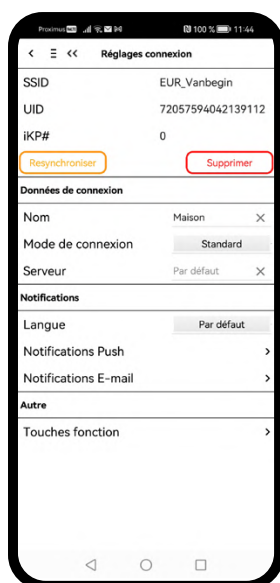 Proximus 100 % 11:44
Réglages connexion
SSID EUR_Vanbegin
UID 72057594042139112
iKP# 0
Resynchroniser Supprimer
Données de connexion
Nom Maison
Mode de connexion Standard
Serveur Par défaut
Notifications
Langue Par défaut
Notifications Push
Notifications E-mail
Autre
Touches fonction